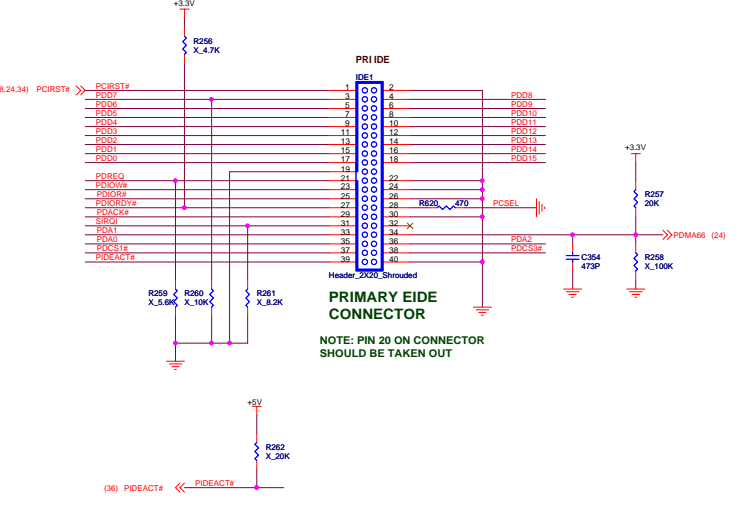 +3.3V
R256
X_4.7K
PRI IDE
IDE1
8,24,34) PCIRST# PCIRST# 1 2
PDD7 3 4 PDD8
PDD6 5 6 PDD9
PDD5 7 8 PDD10
PDD4 9 10 PDD11
PDD3 11 12 PDD12
PDD2 13 14 PDD13
PDD1 15 16 PDD14
PDD0 17 18 PDD15
19
PDREQ 21 22
PDIOW# 23 24
PDIOR# 25 26
PDIORDY# 27 28 R620 470 PCSEL
PDACK# 29 30
SIRQI 31 32
PDA1 33 34
PDA0 35 36 PDA2
PDCS1# 37 38 PDCS3#
PIDEACT# 39 40
+3.3V
R257
20K
PDMA66 (24)
C354
473P
R258
X_100K
Header_2X20_Shrouded
R259
X_5.6K
R260
X_10K
R261
X_8.2K
PRIMARY EIDE
CONNECTOR
NOTE: PIN 20 ON CONNECTOR
SHOULD BE TAKEN OUT
+5V
R262
X_20K
(36) PIDEACT# PIDEACT#